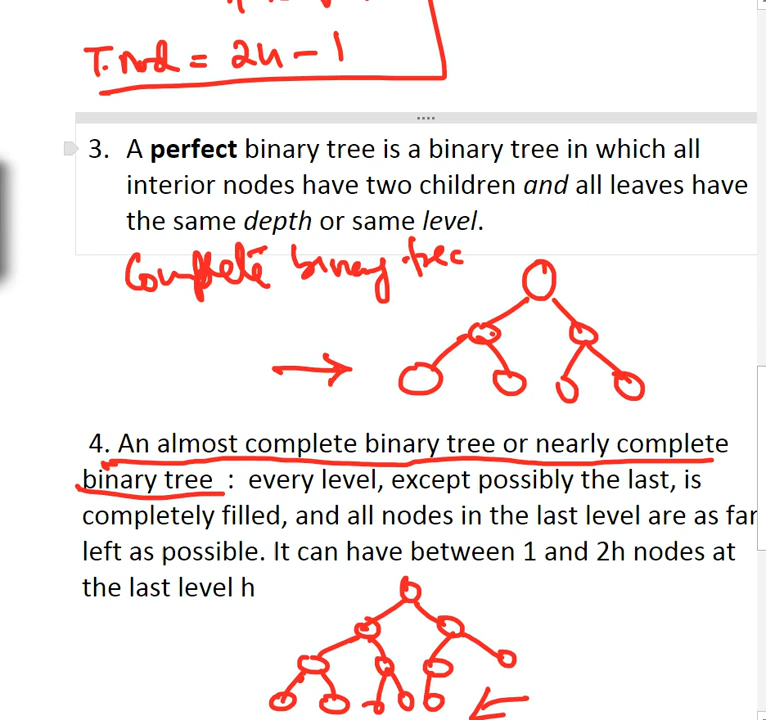 T. Nod = 2n - 1
3. A perfect binary tree is a binary tree in which all
interior nodes have two children and all leaves have
the same depth or same level.
Complete binary tree
4. An almost complete binary tree or nearly complete
binary tree : every level, except possibly the last, is
completely filled, and all nodes in the last level are as far
left as possible. It can have between 1 and 2h nodes at
the last level h